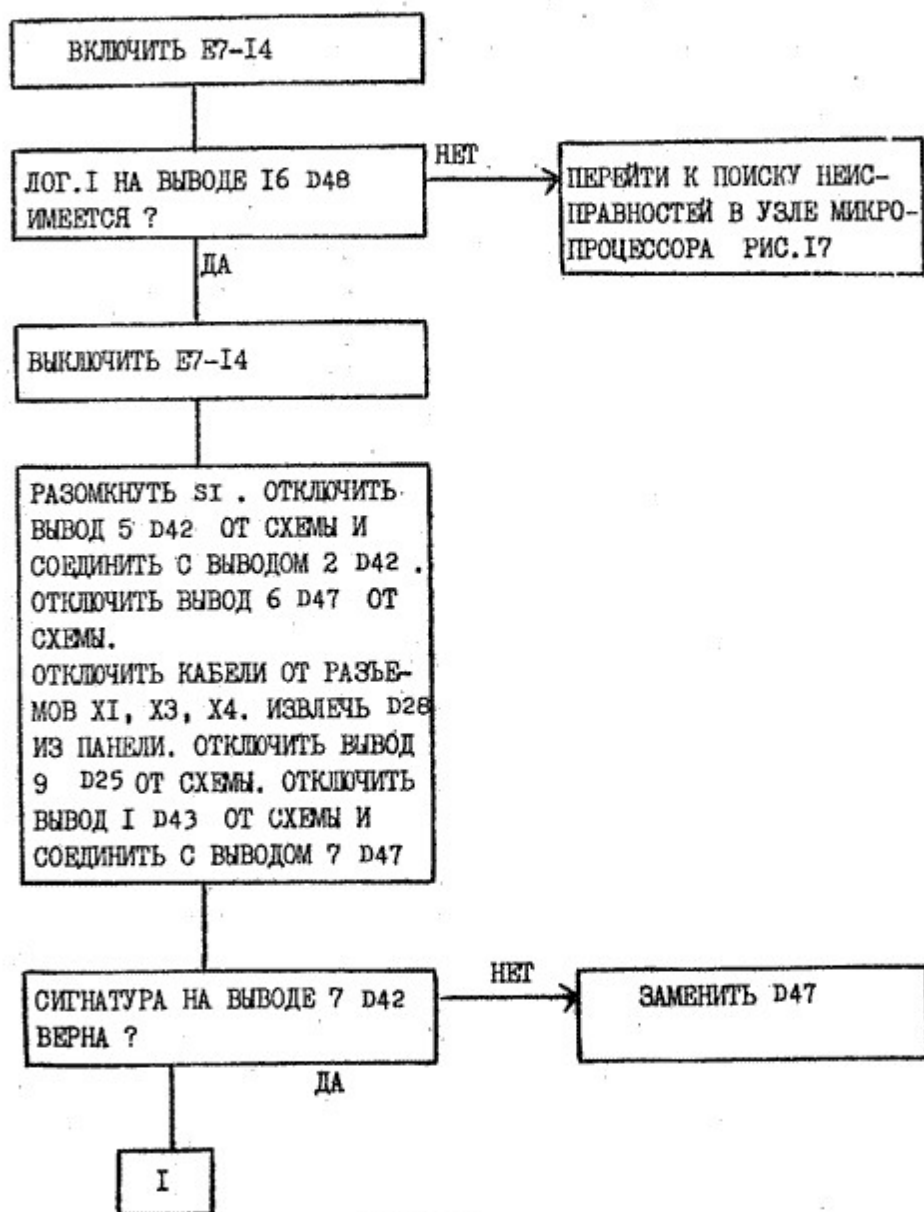 ВКЛЮЧИТЬ Е7-I4
ЛОГ.I НА ВЫВОДЕ I6 D48
ИМЕЕТСЯ ?
НЕТ
ПЕРЕЙТИ К ПОИСКУ НЕИС-
ПРАВНОСТЕЙ В УЗЛЕ МИКРО-
ПРОЦЕССОРА РИС.I7
ДА
ВЫКЛЮЧИТЬ Е7-I4
РАЗОМКНУТЬ SI . ОТКЛЮЧИТЬ
ВЫВОД 5 D42 ОТ СХЕМЫ И
СОЕДИНИТЬ С ВЫВОДОМ 2 D42 .
ОТКЛЮЧИТЬ ВЫВОД 6 D47 ОТ
СХЕМЫ.
ОТКЛЮЧИТЬ КАБЕЛИ ОТ РАЗЪЕ-
МОВ XI, X3, X4. ИЗВЛЕЧЬ D28
ИЗ ПАНЕЛИ. ОТКЛЮЧИТЬ ВЫВОД
9 D25 ОТ СХЕМЫ. ОТКЛЮЧИТЬ
ВЫВОД I D43 ОТ СХЕМЫ И
СОЕДИНИТЬ С ВЫВОДОМ 7 D47
СИГНАТУРА НА ВЫВОДЕ 7 D42
ВЕРНА ?
НЕТ
ЗАМЕНИТЬ D47
ДА
I